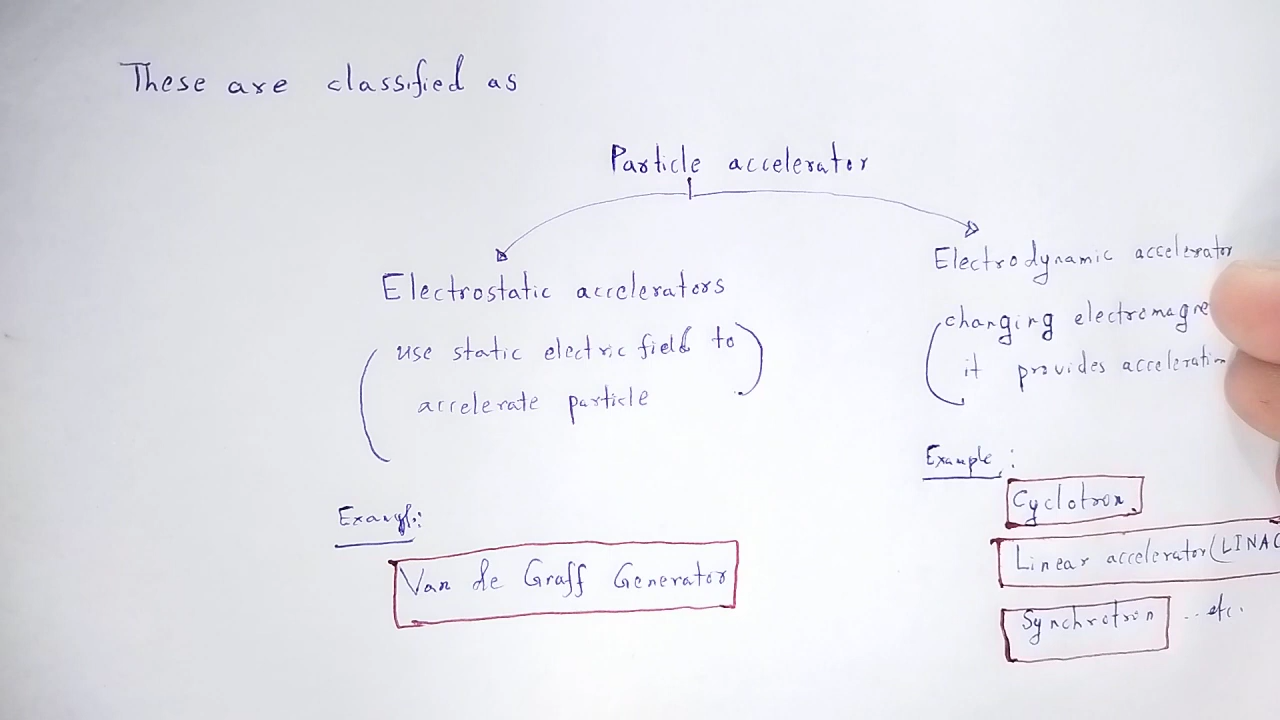 These are classified as
Particle accelerator
Electrostatic accelerators
(use static electric field to)
accelerate particle
Example:
Van de Graff Generator
Electrodynamic accelerator
(changing
it provides acceleration
Example:
Cyclotron
Linear accelerator (LINAC
Synchrotron ...etc.